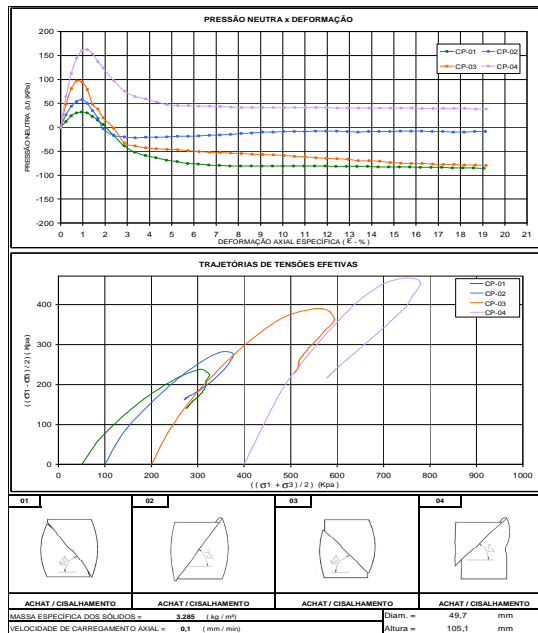 PRESSÃO NEUTRA x DEFORMAÇÃO
PRESSÃO NEUTRA (U) (KPa)
200
150
100
50
0
-50
-100
-150
-200
CP-01
CP-02
CP-03
CP-04
0 1 2 3 4 5 6 7 8 9 10 11 12 13 14 15 16 17 18 19 20 21
DEFORMAÇÃO AXIAL ESPECÍFICA ( ε - % )
TRAJETÓRIAS DE TENSÕES EFETIVAS
((σ1 - σ3) / 2) (Kpa)
400
300
200
100
0
CP-01
CP-02
CP-03
CP-04
0 100 200 300 400 500 600 700 800 900 1000
((σ1 + σ3) / 2) (Kpa)
01 02 03 04
ACHAT / CISALHAMENTO ACHAT / CISALHAMENTO ACHAT / CISALHAMENTO ACHAT / CISALHAMENTO
MASSA ESPECÍFICA DOS SÓLIDOS = 3.285 ( kg / m³) Diam. = 49,7 mm
VELOCIDADE DE CARREGAMENTO AXIAL = 0,1 ( mm / min) Altura = 105,1 mm